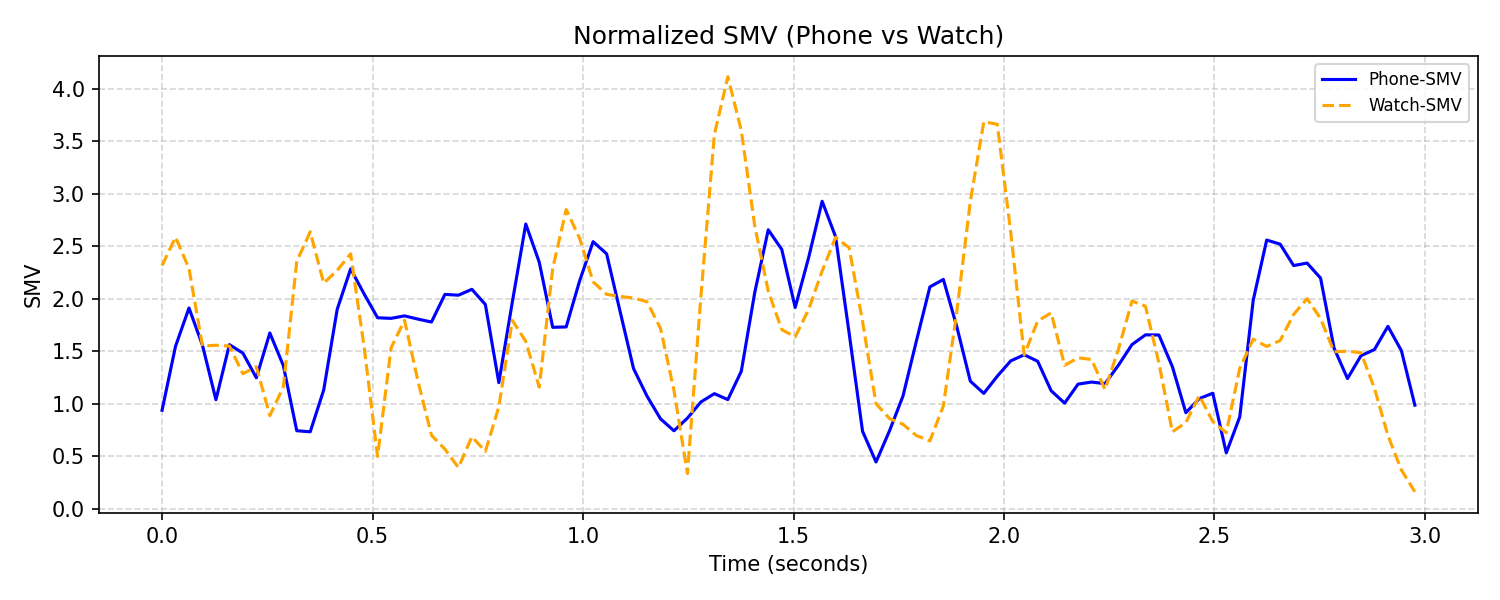 Normalized SMV (Phone vs Watch)
Phone-SMV
Watch-SMV
4.0
3.5
3.0
2.5
2.0
1.5
1.0
0.5
0.0
SMV
0.0 0.5 1.0 1.5 2.0 2.5 3.0
Time (seconds)